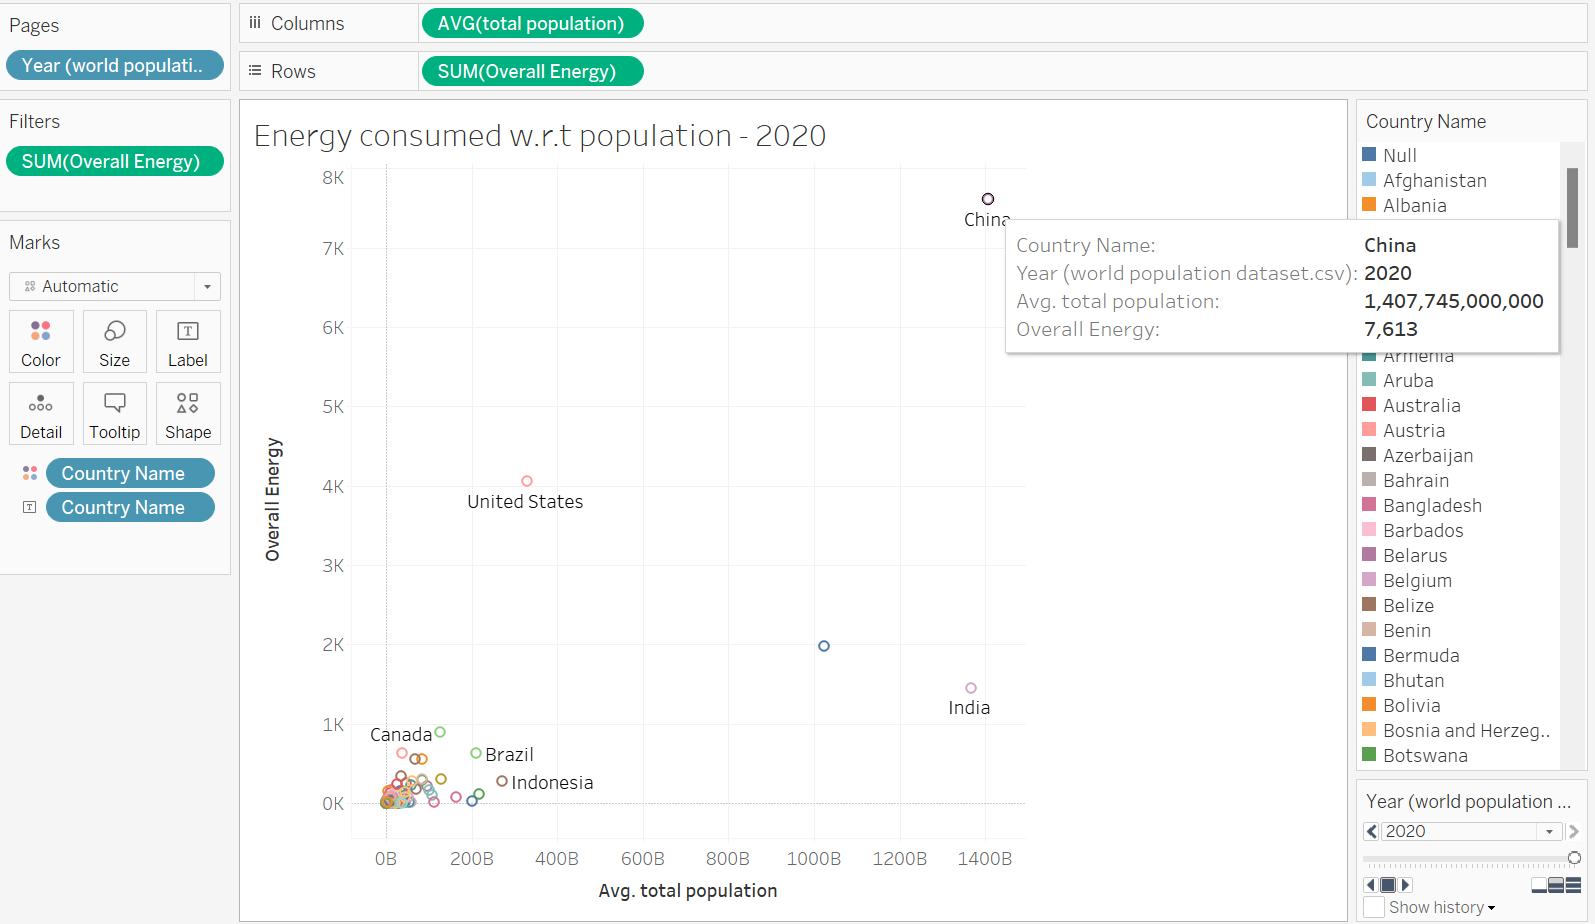 Pages
Year (world populati..
iii Columns
AVG(total population)
Rows
SUM(Overall Energy)
Filters
SUM(Overall Energy)
Marks
Automatic
Color
Size
Label
Detail
Tooltip
Shape
Country Name
Country Name
Energy consumed w.r.t population - 2020
8K
7K
6K
5K
4K
3K
2K
1K
0K
Overall Energy
China
United States
India
Canada
Brazil
Indonesia
0B
200B
400B
600B
800B
1000B
1200B
1400B
Avg. total population
Country Name: China
Year (world population dataset.csv): 2020
Avg. total population: 1,407,745,000,000
Overall Energy: 7,613
Country Name
Null
Afghanistan
Albania
Armenia
Aruba
Australia
Austria
Azerbaijan
Bahrain
Bangladesh
Barbados
Belarus
Belgium
Belize
Benin
Bermuda
Bhutan
Bolivia
Bosnia and Herzeg..
Botswana
Year (world population ...
2020
Show history